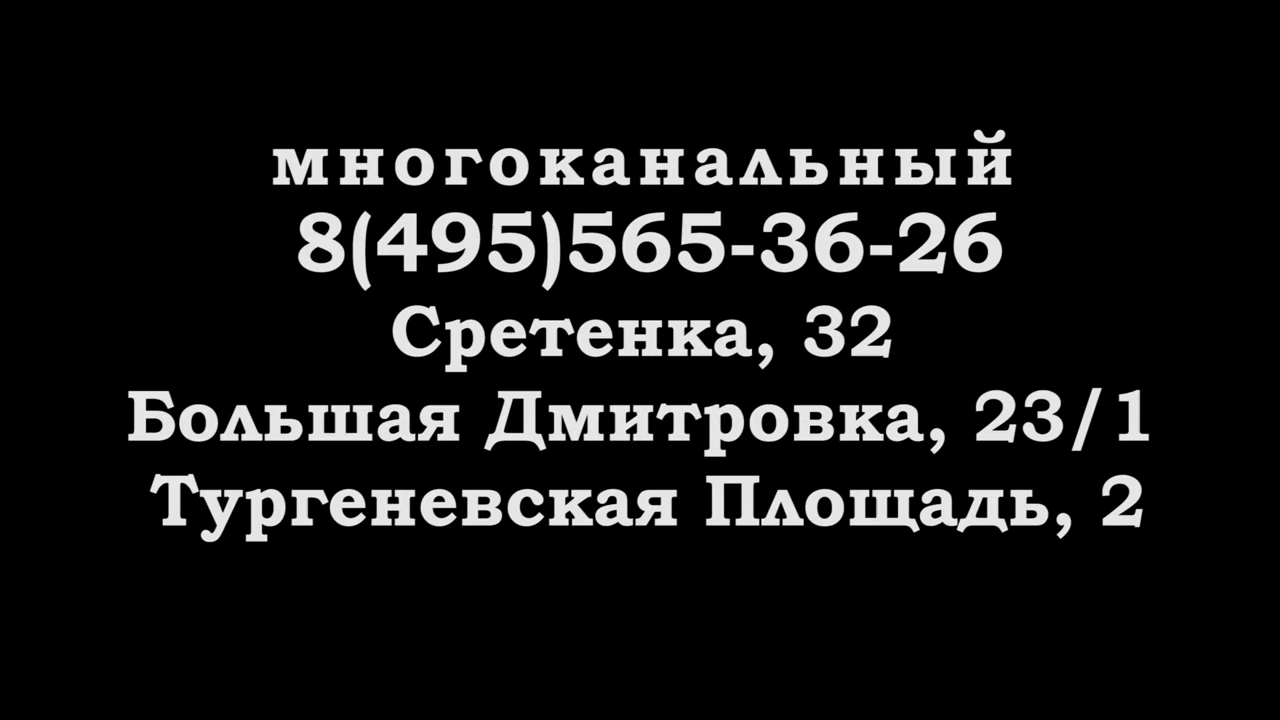 многоканальный
8(495)565-36-26
Сретенка, 32
Большая Дмитровка, 23/1
Тургеневская Площадь, 2